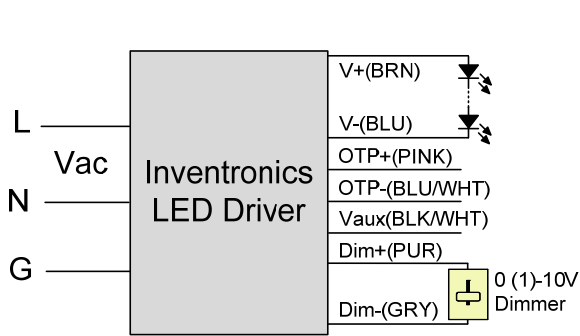 V+(BRN)
L
V-(BLU)
Vac
OTP+(PINK)
Inventronics
LED Driver
OTP-(BLU/WHT)
N
Vaux(BLK/WHT)
Dim+(PUR)
G
0 (1)-10V
Dimmer
Dim-(GRY)